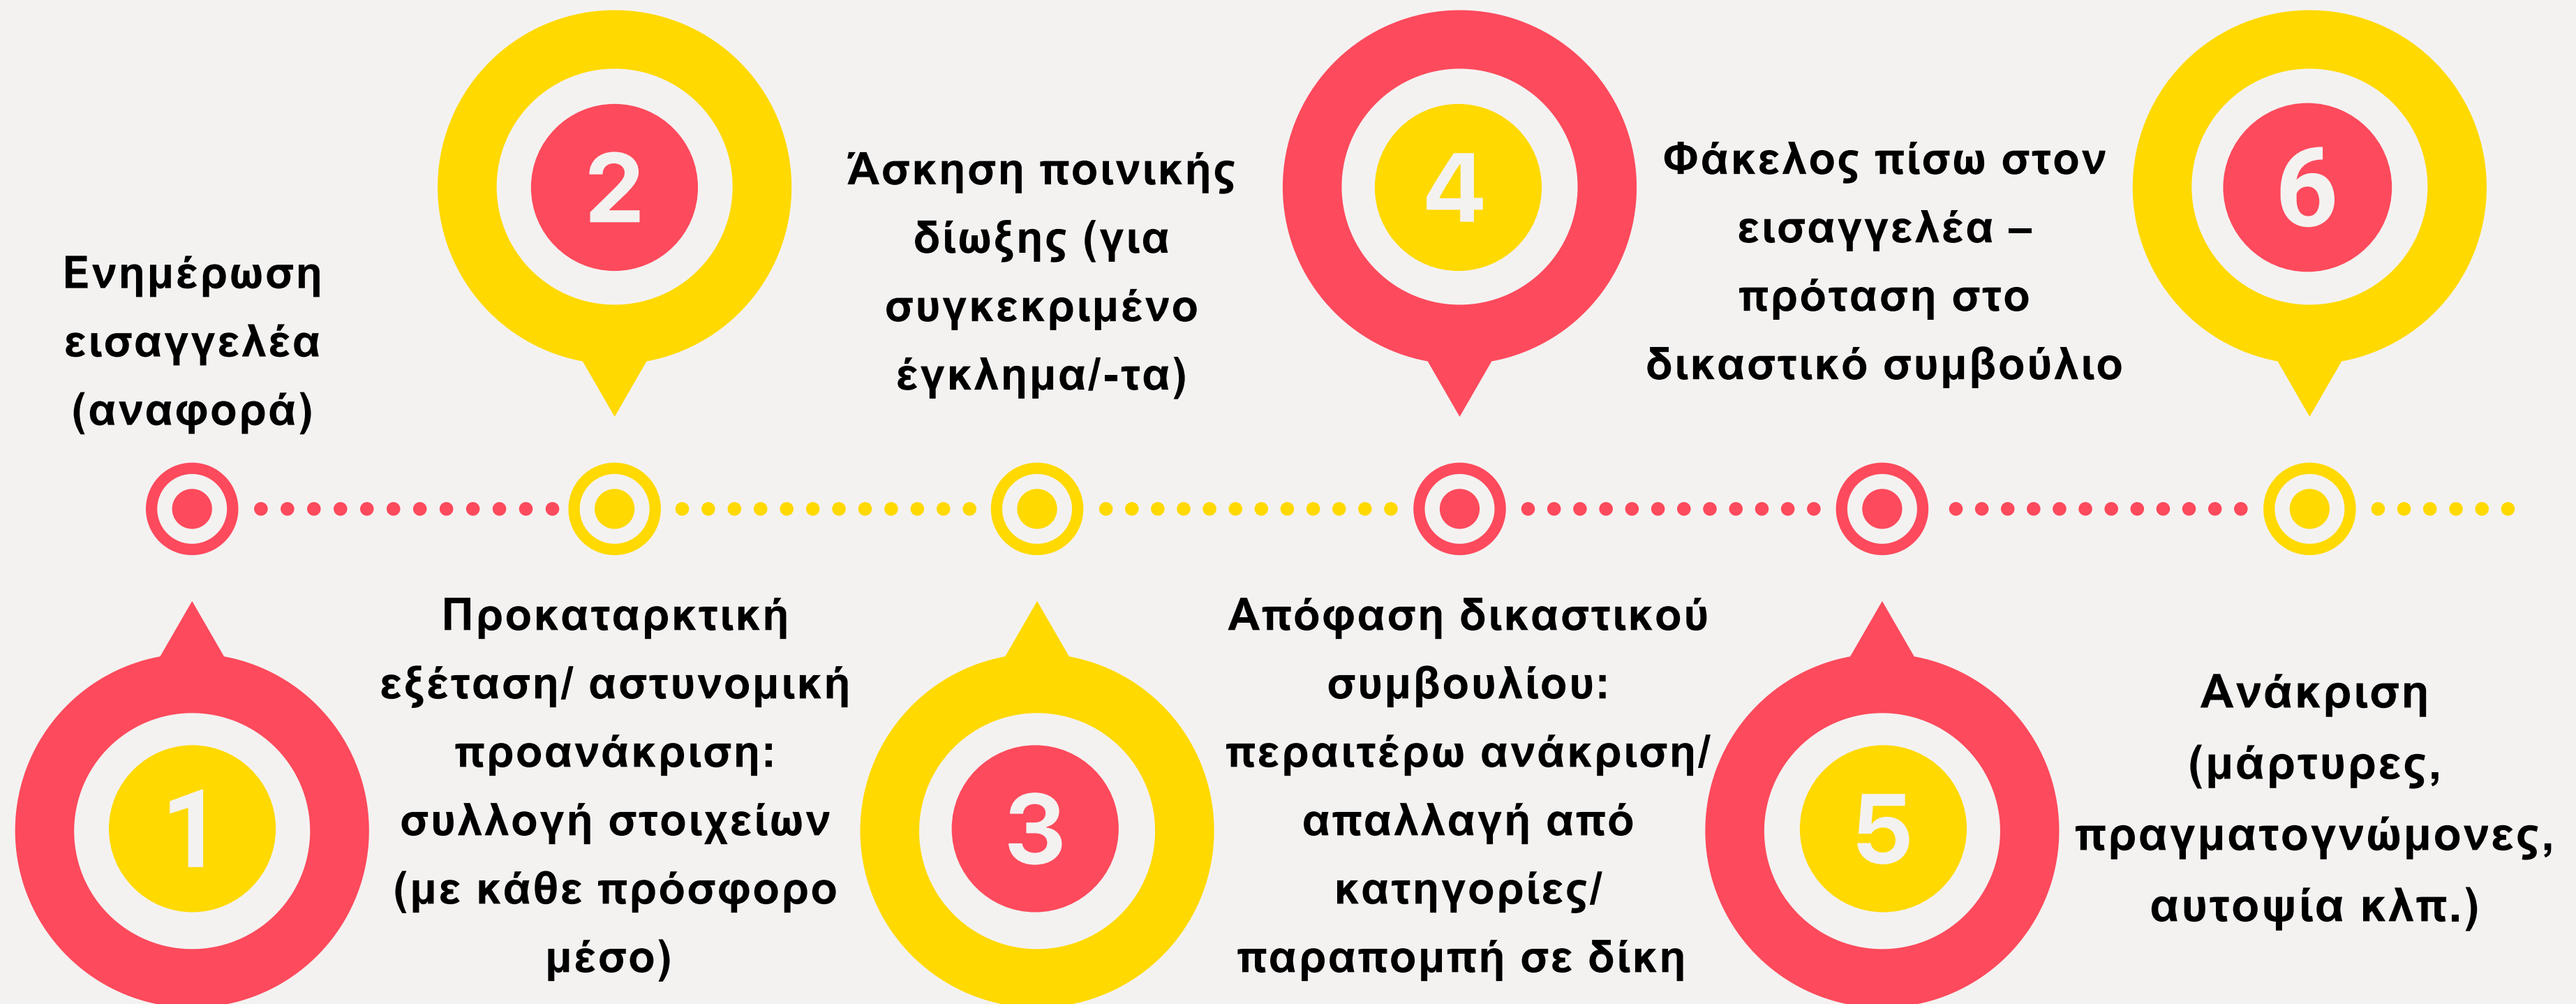 1
Ενημέρωση
εισαγγελέα
(αναφορά)
2
Προκαταρκτική
εξέταση/ αστυνομική
προανάκριση:
συλλογή στοιχείων
(με κάθε πρόσφορο
μέσο)
3
Άσκηση ποινικής
δίωξης (για
συγκεκριμένο
έγκλημα/-τα)
4
Απόφαση δικαστικού
συμβουλίου:
περαιτέρω ανάκριση/
απαλλαγή από
κατηγορίες/
παραπομπή σε δίκη
5
Φάκελος πίσω στον
εισαγγελέα –
πρόταση στο
δικαστικό συμβούλιο
6
Ανάκριση
(μάρτυρες,
πραγματογνώμονες,
αυτοψία κλπ.)